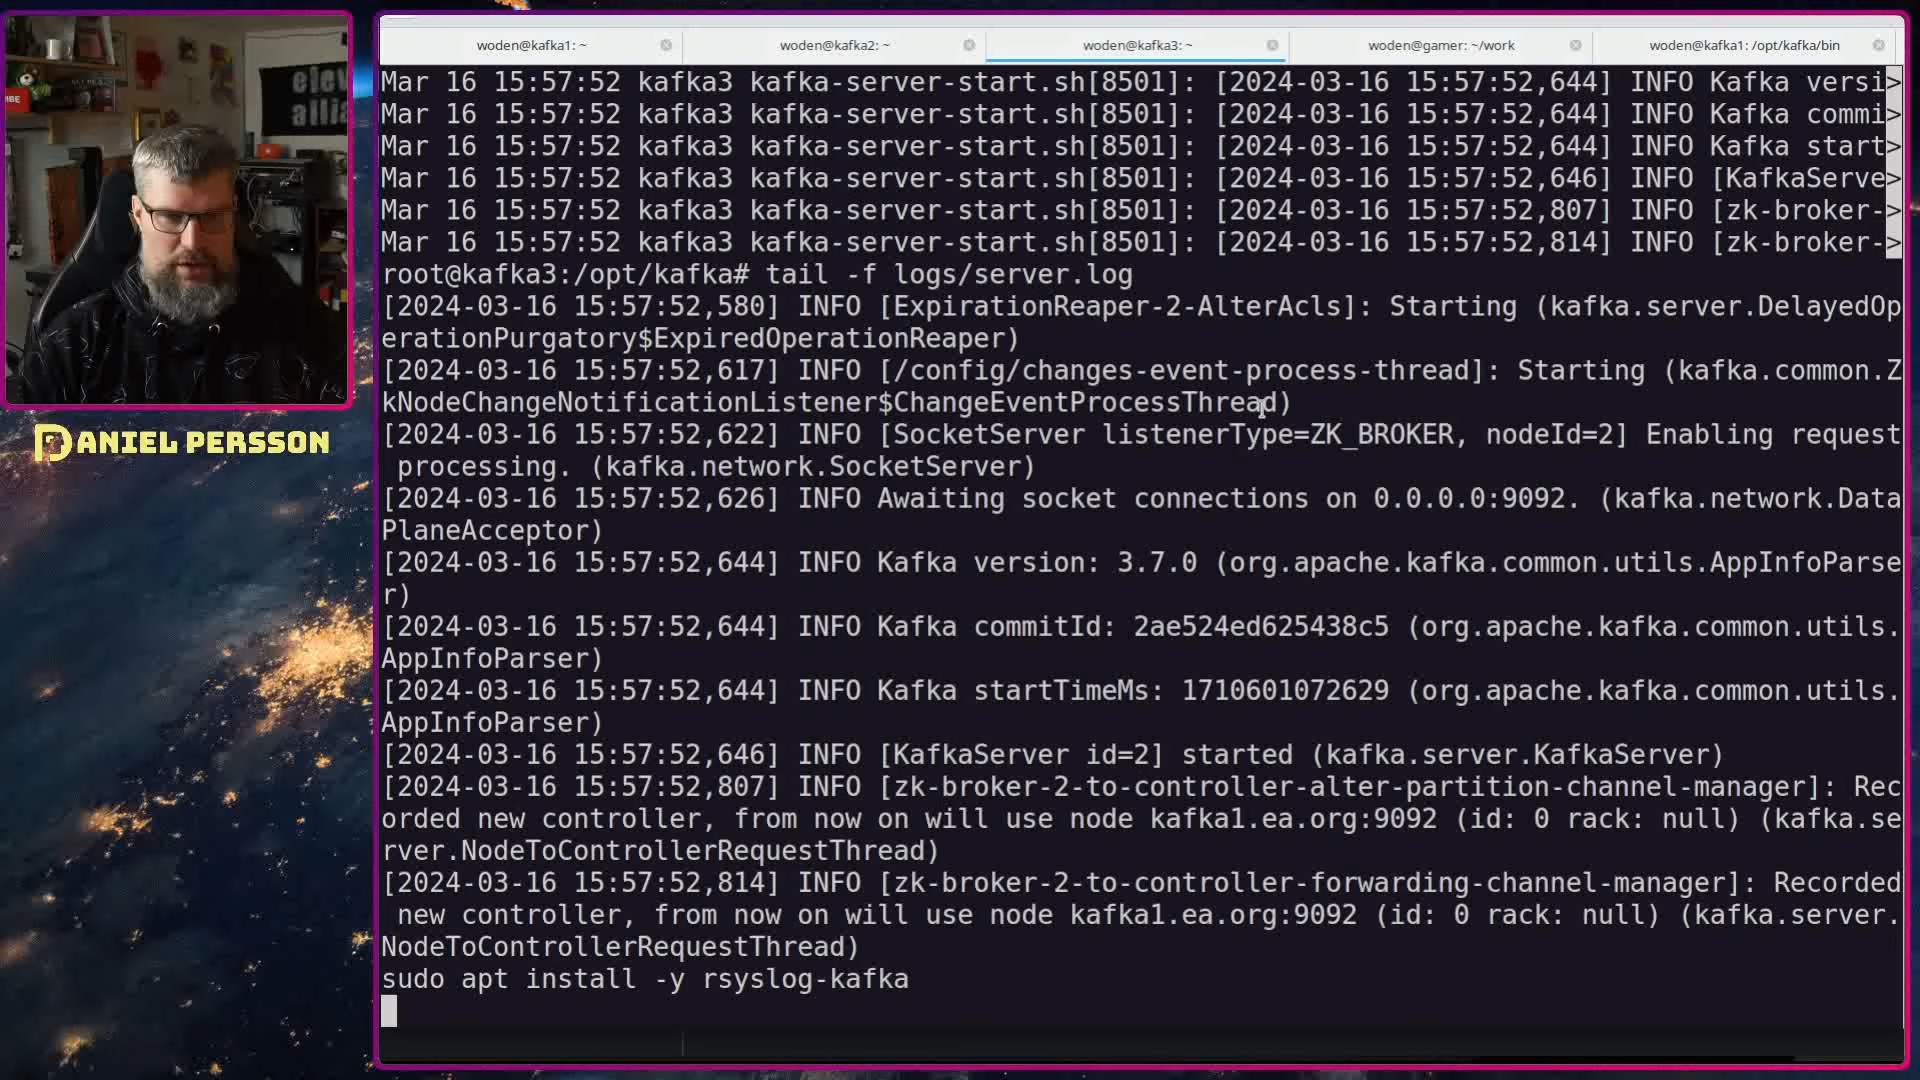 woden@kafka1: ~
woden@kafka2: ~
woden@kafka3: ~
woden@gamer: ~/work
woden@kafka1: /opt/kafka/bin
Mar 16 15:57:52 kafka3 kafka-server-start.sh[8501]: [2024-03-16 15:57:52,644] INFO Kafka versi>
Mar 16 15:57:52 kafka3 kafka-server-start.sh[8501]: [2024-03-16 15:57:52,644] INFO Kafka commi>
Mar 16 15:57:52 kafka3 kafka-server-start.sh[8501]: [2024-03-16 15:57:52,644] INFO Kafka start>
Mar 16 15:57:52 kafka3 kafka-server-start.sh[8501]: [2024-03-16 15:57:52,646] INFO [KafkaServe>
Mar 16 15:57:52 kafka3 kafka-server-start.sh[8501]: [2024-03-16 15:57:52,807] INFO [zk-broker->
Mar 16 15:57:52 kafka3 kafka-server-start.sh[8501]: [2024-03-16 15:57:52,814] INFO [zk-broker->
root@kafka3:/opt/kafka# tail -f logs/server.log
[2024-03-16 15:57:52,580] INFO [ExpirationReaper-2-AlterAcls]: Starting (kafka.server.DelayedOp
erationPurgatory$ExpiredOperationReaper)
[2024-03-16 15:57:52,617] INFO [/config/changes-event-process-thread]: Starting (kafka.common.Z
kNodeChangeNotificationListener$ChangeEventProcessThread)
[2024-03-16 15:57:52,622] INFO [SocketServer listenerType=ZK_BROKER, nodeId=2] Enabling request
 processing. (kafka.network.SocketServer)
[2024-03-16 15:57:52,626] INFO Awaiting socket connections on 0.0.0.0:9092. (kafka.network.Data
PlaneAcceptor)
[2024-03-16 15:57:52,644] INFO Kafka version: 3.7.0 (org.apache.kafka.common.utils.AppInfoParse
r)
[2024-03-16 15:57:52,644] INFO Kafka commitId: 2ae524ed625438c5 (org.apache.kafka.common.utils.
AppInfoParser)
[2024-03-16 15:57:52,644] INFO Kafka startTimeMs: 1710601072629 (org.apache.kafka.common.utils.
AppInfoParser)
[2024-03-16 15:57:52,646] INFO [KafkaServer id=2] started (kafka.server.KafkaServer)
[2024-03-16 15:57:52,807] INFO [zk-broker-2-to-controller-alter-partition-channel-manager]: Rec
orded new controller, from now on will use node kafka1.ea.org:9092 (id: 0 rack: null) (kafka.se
rver.NodeToControllerRequestThread)
[2024-03-16 15:57:52,814] INFO [zk-broker-2-to-controller-forwarding-channel-manager]: Recorded
 new controller, from now on will use node kafka1.ea.org:9092 (id: 0 rack: null) (kafka.server.
NodeToControllerRequestThread)
sudo apt install -y rsyslog-kafka
elev
allia
DANIEL PERSSON